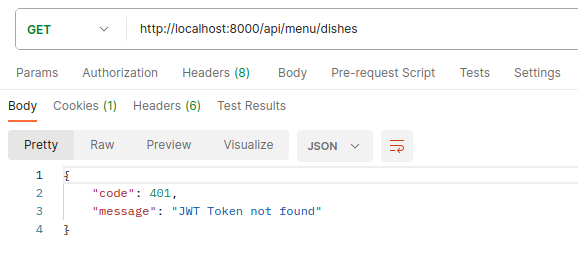 GET http://localhost:8000/api/menu/dishes
Params Authorization Headers (8) Body Pre-request Script Tests Settings
Body Cookies (1) Headers (6) Test Results
Pretty Raw Preview Visualize JSON
1 {
2 "code": 401,
3 "message": "JWT Token not found"
4 }